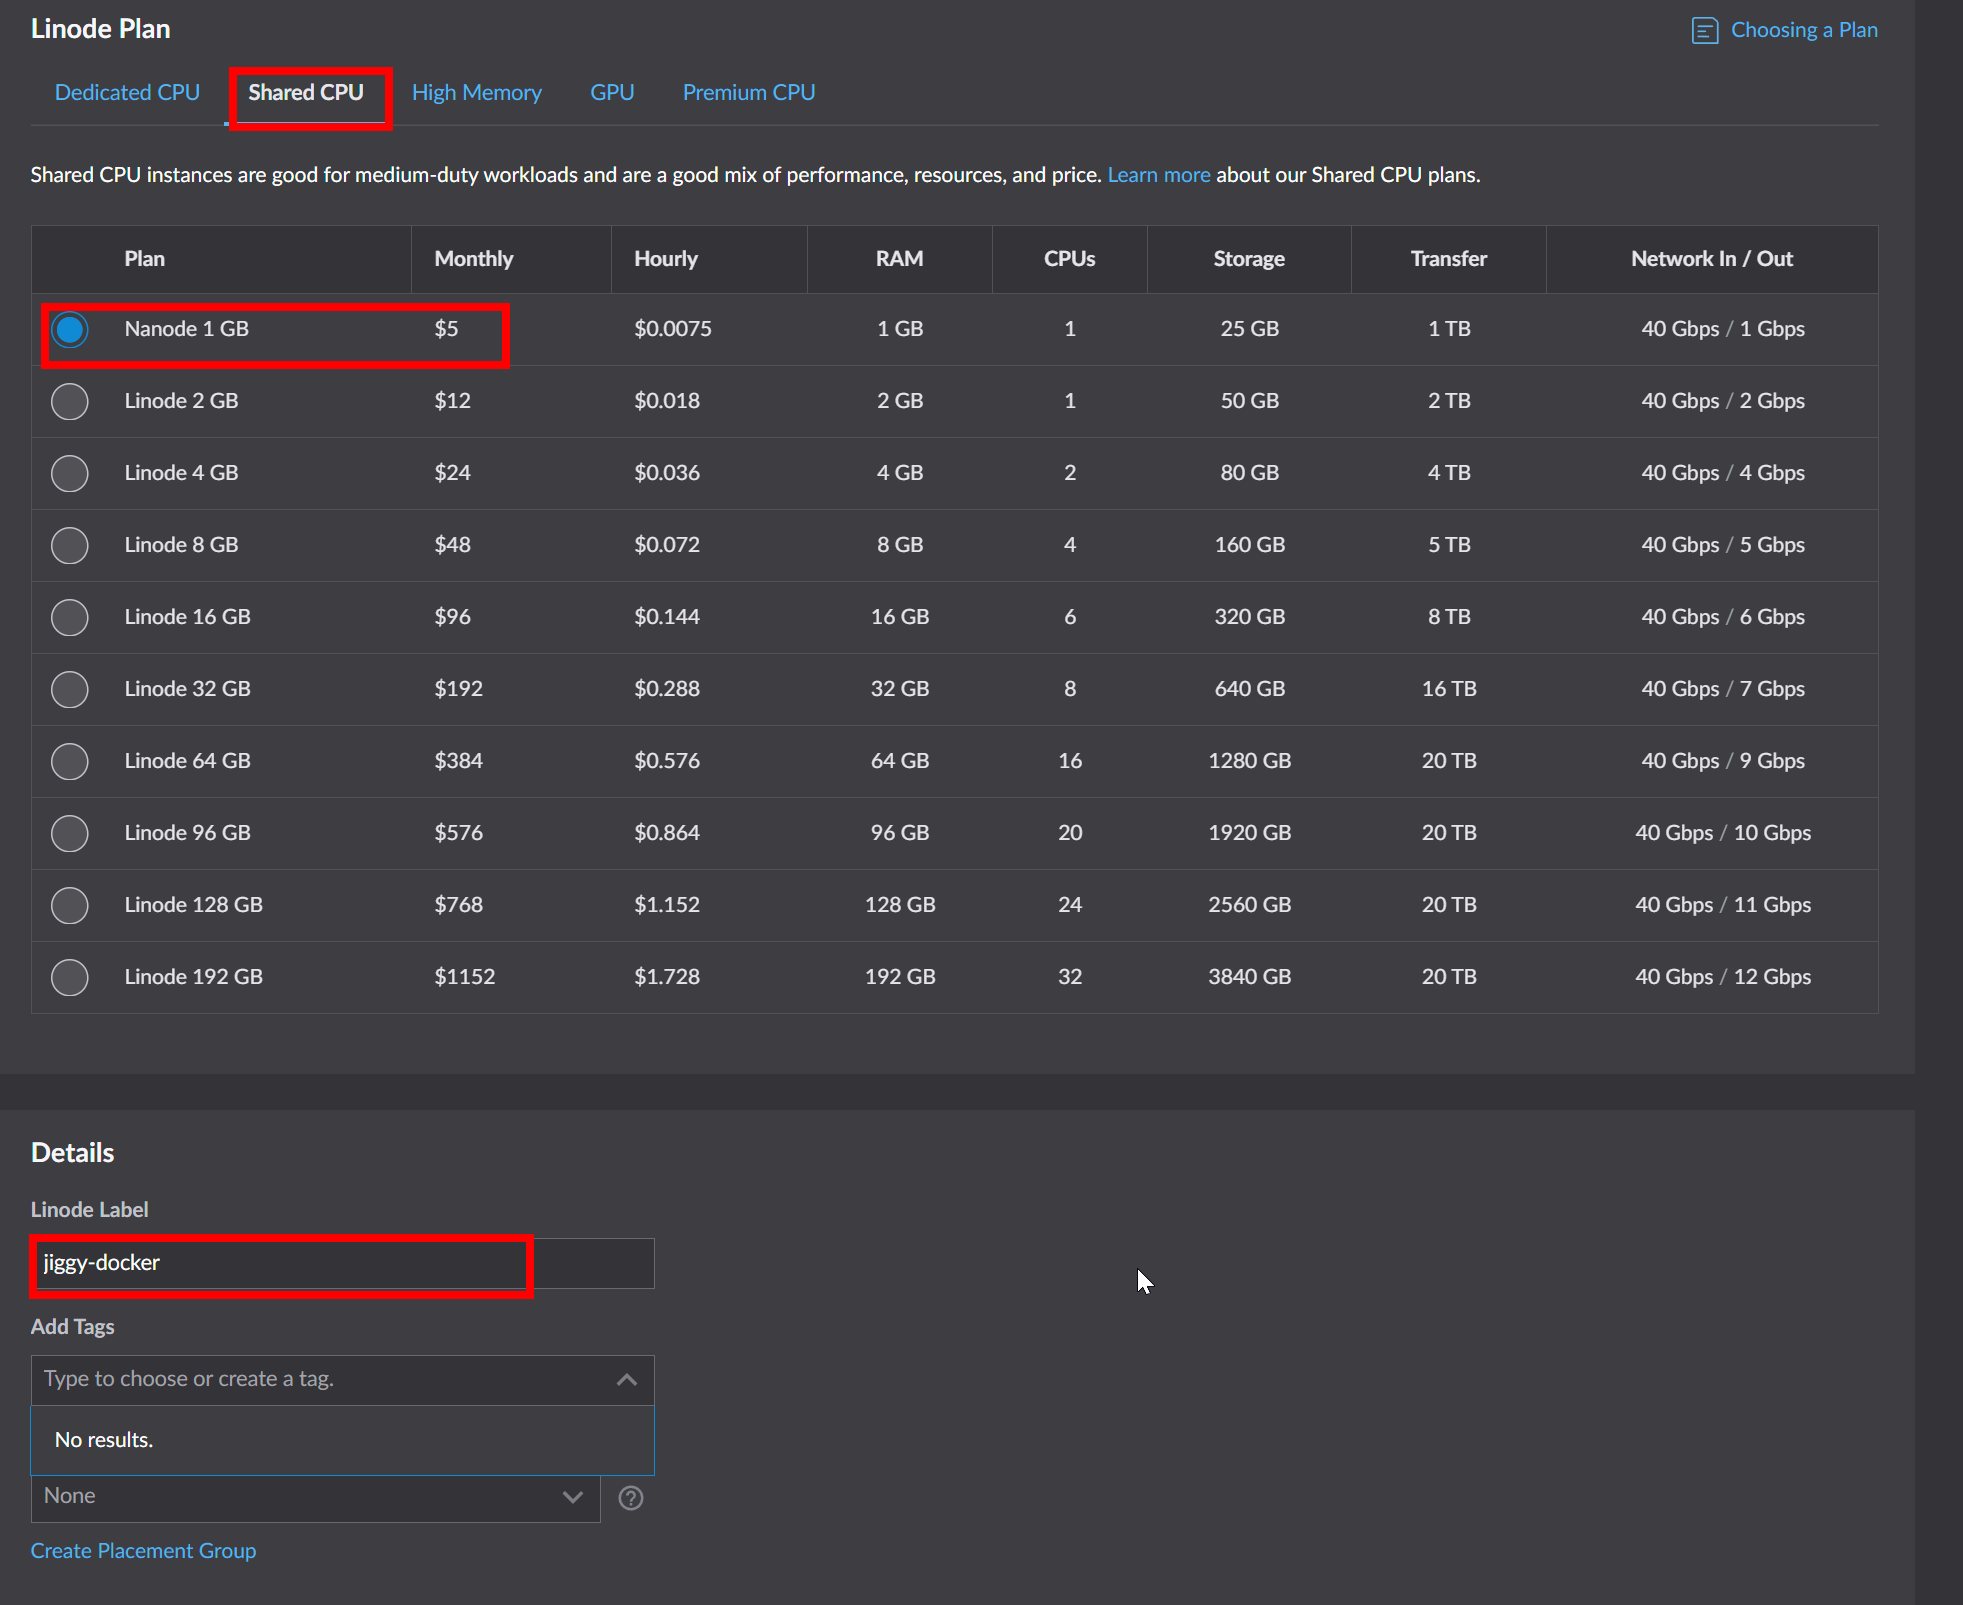 Linode Plan
Choosing a Plan
Dedicated CPU Shared CPU High Memory GPU Premium CPU
Shared CPU instances are good for medium-duty workloads and are a good mix of performance, resources, and price. Learn more about our Shared CPU plans.
Plan Monthly Hourly RAM CPUs Storage Transfer Network In / Out
Nanode 1 GB $5 $0.0075 1 GB 1 25 GB 1 TB 40 Gbps / 1 Gbps
Linode 2 GB $12 $0.018 2 GB 1 50 GB 2 TB 40 Gbps / 2 Gbps
Linode 4 GB $24 $0.036 4 GB 2 80 GB 4 TB 40 Gbps / 4 Gbps
Linode 8 GB $48 $0.072 8 GB 4 160 GB 5 TB 40 Gbps / 5 Gbps
Linode 16 GB $96 $0.144 16 GB 6 320 GB 8 TB 40 Gbps / 6 Gbps
Linode 32 GB $192 $0.288 32 GB 8 640 GB 16 TB 40 Gbps / 7 Gbps
Linode 64 GB $384 $0.576 64 GB 16 1280 GB 20 TB 40 Gbps / 9 Gbps
Linode 96 GB $576 $0.864 96 GB 20 1920 GB 20 TB 40 Gbps / 10 Gbps
Linode 128 GB $768 $1.152 128 GB 24 2560 GB 20 TB 40 Gbps / 11 Gbps
Linode 192 GB $1152 $1.728 192 GB 32 3840 GB 20 TB 40 Gbps / 12 Gbps
Details
Linode Label
jiggy-docker
Add Tags
Type to choose or create a tag.
No results.
None
Create Placement Group